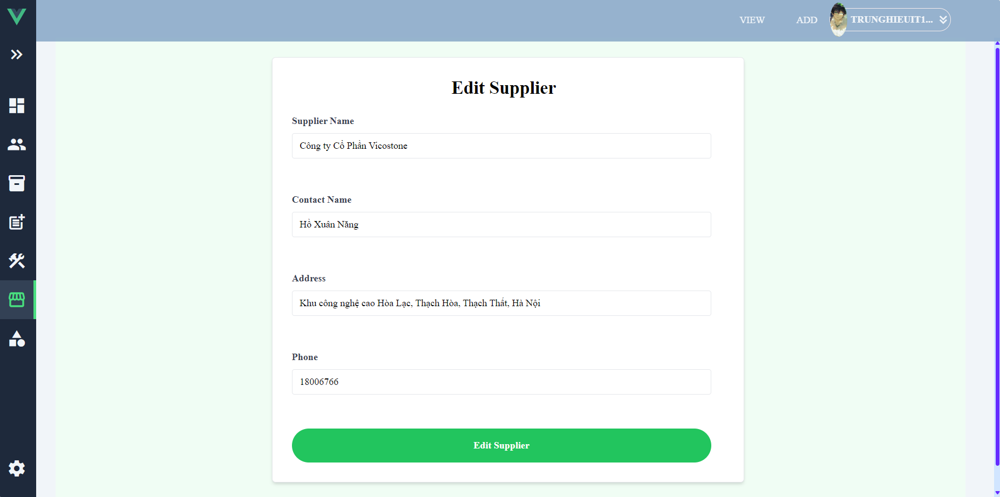 VIEW ADD TRUNGHIEUIT1...
Edit Supplier
Supplier Name
Công ty Cổ Phần Vicostone
Contact Name
Hồ Xuân Năng
Address
Khu công nghệ cao Hòa Lạc, Thạch Hòa, Thạch Thất, Hà Nội
Phone
18006766
Edit Supplier